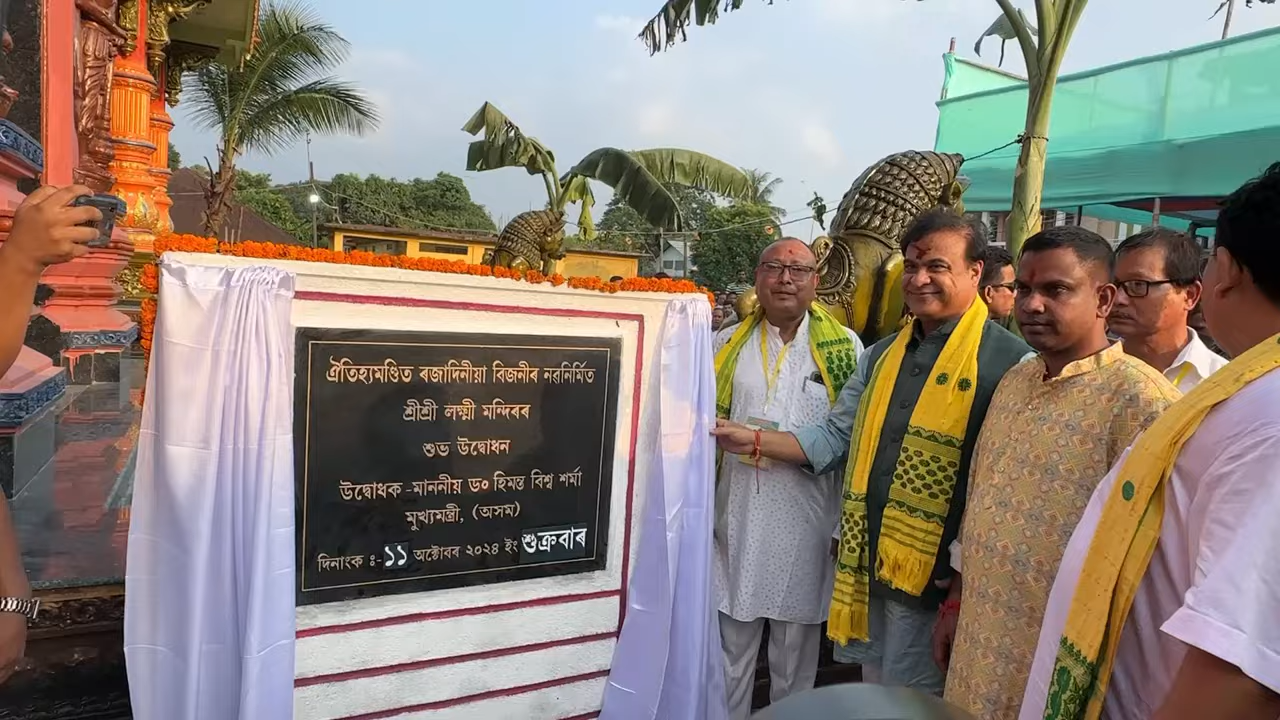 ঐতিহ্যমণ্ডিত ৰজাদিনীয়া বিজনীৰ নৱনিৰ্মিত
শ্ৰীশ্ৰী লক্ষ্মী মন্দিৰৰ
শুভ উদ্বোধন
উদ্বোধক -মাননীয় ড০ হিমন্ত বিশ্ব শৰ্মা
মুখ্যমন্ত্ৰী, (অসম)
দিনাংক ঃ- ১১ অক্টোবৰ ২০২৪ ইং শুক্ৰবাৰ